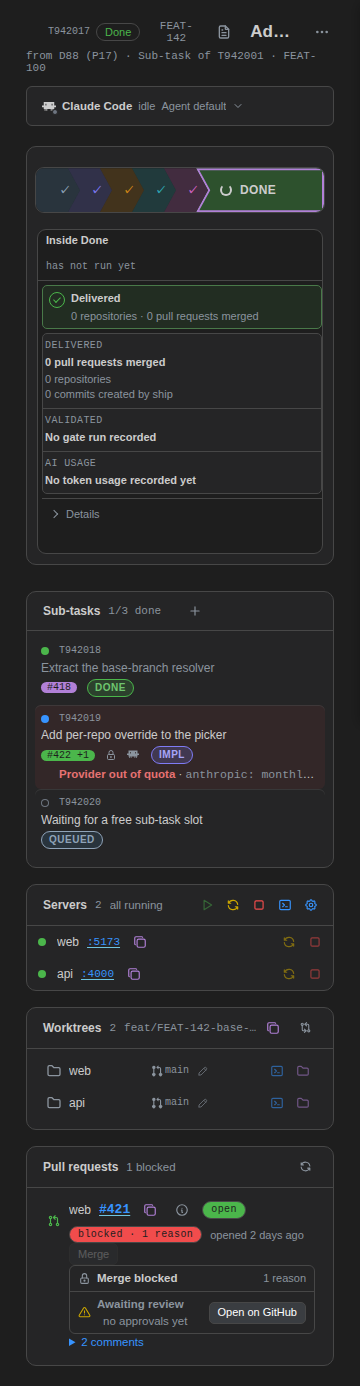 T942017 Done FEAT-142 Ad...
from D88 (P17) · Sub-task of T942001 · FEAT-100
Claude Code idle Agent default
DONE
Inside Done
has not run yet
Delivered
0 repositories · 0 pull requests merged
DELIVERED
0 pull requests merged
0 repositories
0 commits created by ship
VALIDATED
No gate run recorded
AI USAGE
No token usage recorded yet
Details
Sub-tasks 1/3 done
T942018
Extract the base-branch resolver
#418 DONE
T942019
Add per-repo override to the picker
#422 +1 IMPL
Provider out of quota · anthropic: monthl...
T942020
Waiting for a free sub-task slot
QUEUED
Servers 2 all running
web :5173
api :4000
Worktrees 2 feat/FEAT-142-base-...
web main
api main
Pull requests 1 blocked
web #421 open
blocked · 1 reason opened 2 days ago
Merge
Merge blocked 1 reason
Awaiting review
no approvals yet
Open on GitHub
2 comments